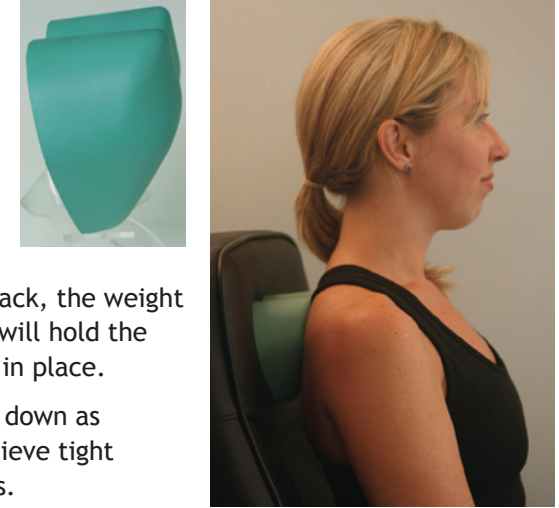 ack, the weight
will hold the
in place.
down as
ieve tight
s.